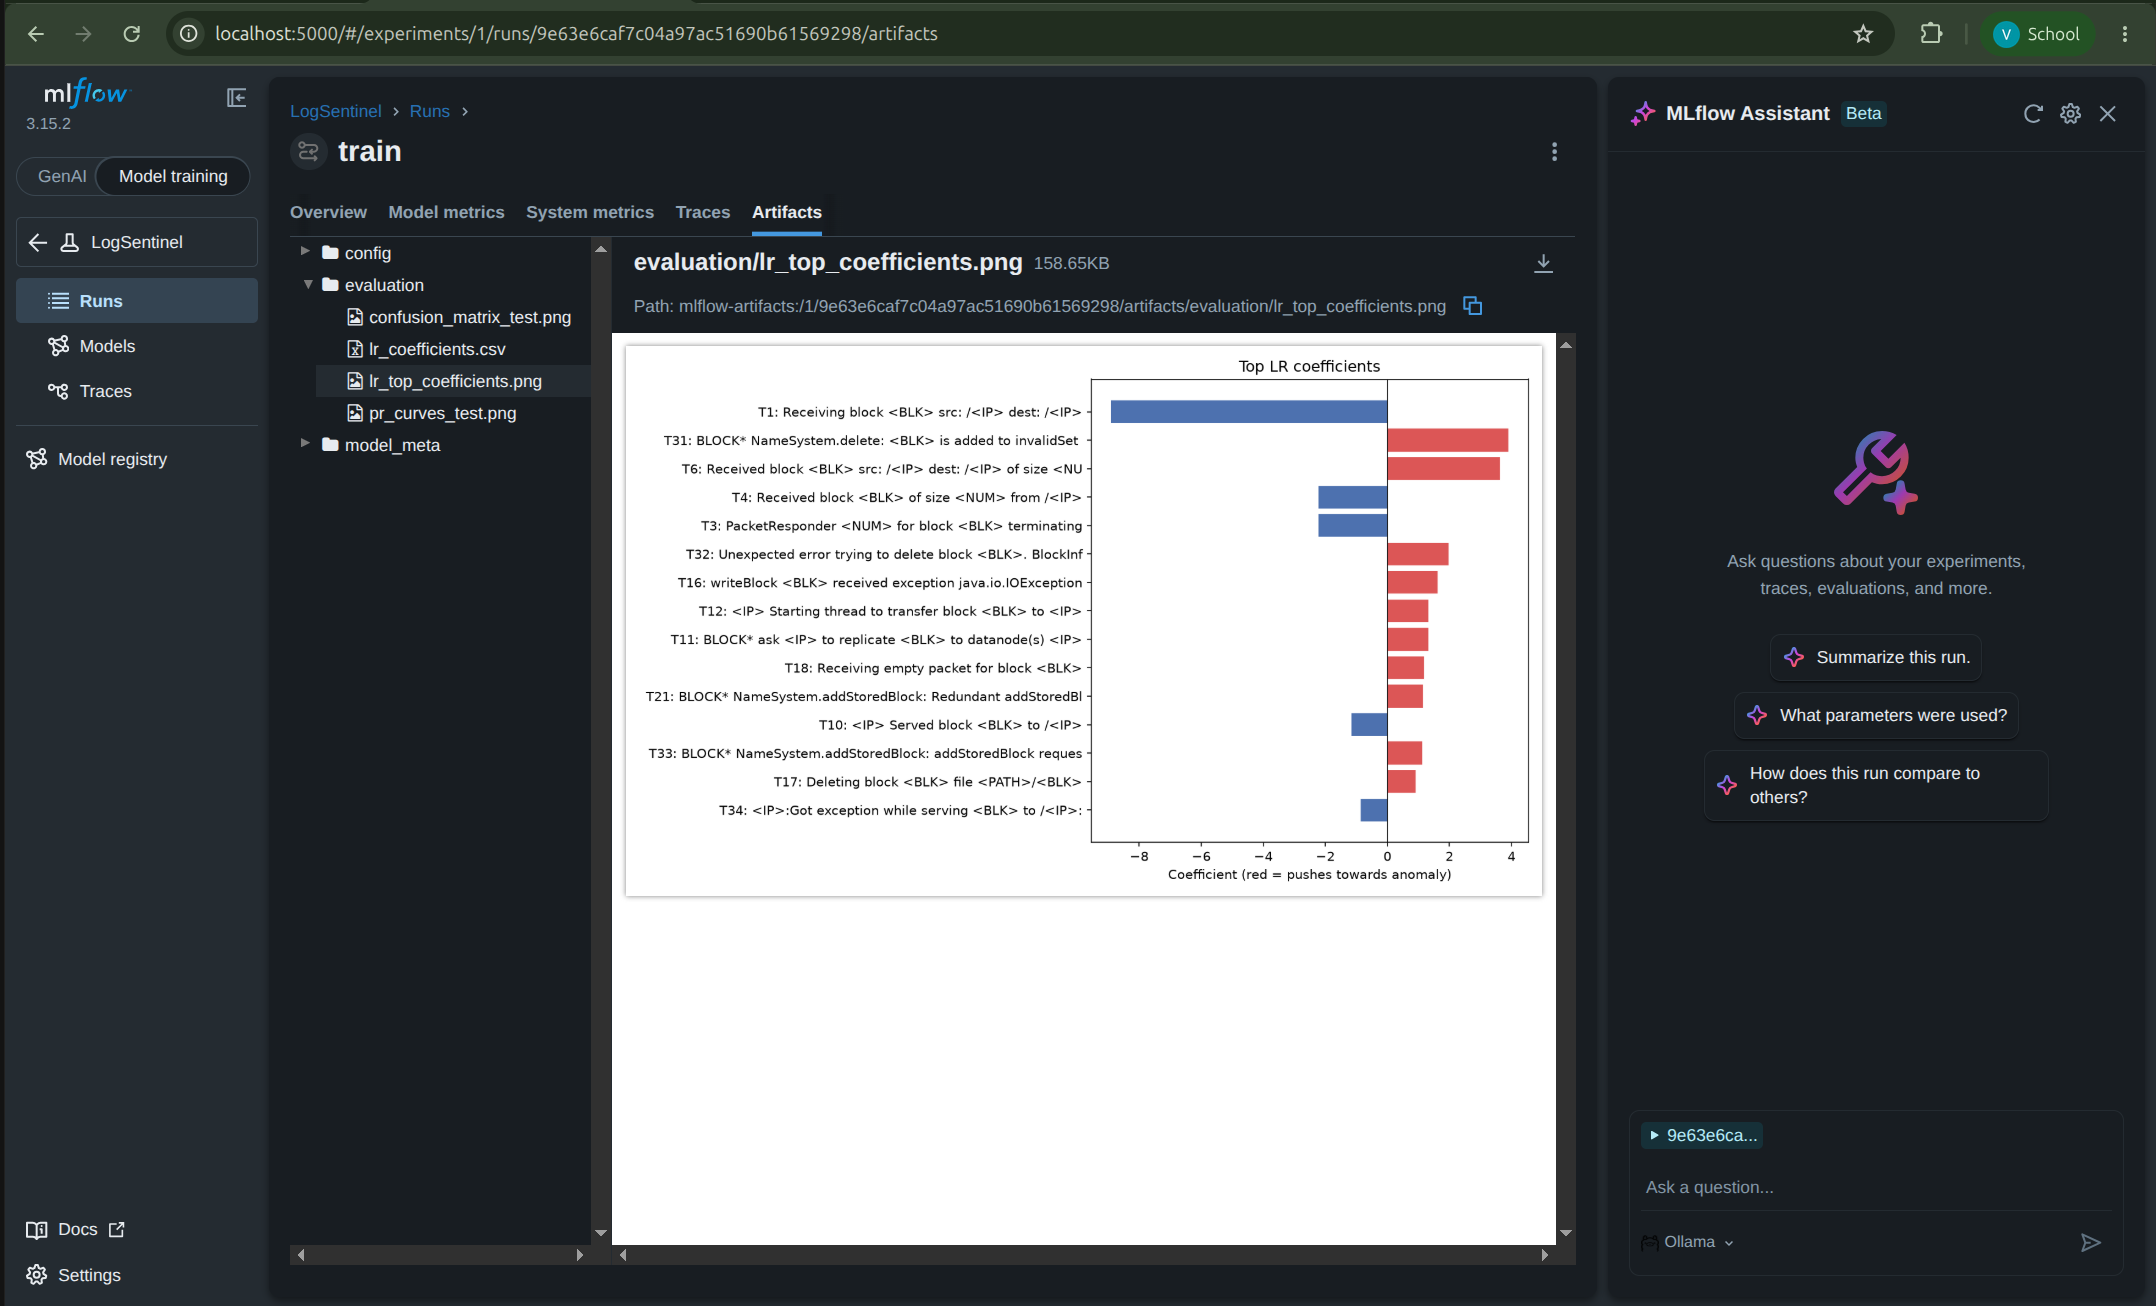 localhost:5000/#/experiments/1/runs/9e63e6caf7c04a97ac51690b61569298/artifacts
V School
mlflow
3.15.2
GenAI Model training
LogSentinel
Runs
Models
Traces
Model registry
Docs
Settings
LogSentinel > Runs >
train
Overview Model metrics System metrics Traces Artifacts
config
evaluation
confusion_matrix_test.png
lr_coefficients.csv
lr_top_coefficients.png
pr_curves_test.png
model_meta
evaluation/lr_top_coefficients.png 158.65KB
Path: mlflow-artifacts:/1/9e63e6caf7c04a97ac51690b61569298/artifacts/evaluation/lr_top_coefficients.png
Top LR coefficients
T1: Receiving block <BLK> src: /<IP> dest: /<IP>
T31: BLOCK* NameSystem.delete: <BLK> is added to invalidSet
T6: Received block <BLK> src: /<IP> dest: /<IP> of size <NU
T4: Received block <BLK> of size <NUM> from /<IP>
T3: PacketResponder <NUM> for block <BLK> terminating
T32: Unexpected error trying to delete block <BLK>. BlockInf
T16: writeBlock <BLK> received exception java.io.IOException
T12: <IP> Starting thread to transfer block <BLK> to <IP>
T11: BLOCK* ask <IP> to replicate <BLK> to datanode(s) <IP>
T18: Receiving empty packet for block <BLK>
T21: BLOCK* NameSystem.addStoredBlock: Redundant addStoredBl
T10: <IP> Served block <BLK> to /<IP>
T33: BLOCK* NameSystem.addStoredBlock: addStoredBlock reques
T17: Deleting block <BLK> file <PATH>/<BLK>
T34: <IP>:Got exception while serving <BLK> to /<IP>:
−8 −6 −4 −2 0 2 4
Coefficient (red = pushes towards anomaly)
MLflow Assistant Beta
Ask questions about your experiments,
traces, evaluations, and more.
Summarize this run.
What parameters were used?
How does this run compare to
others?
9e63e6ca...
Ask a question...
Ollama